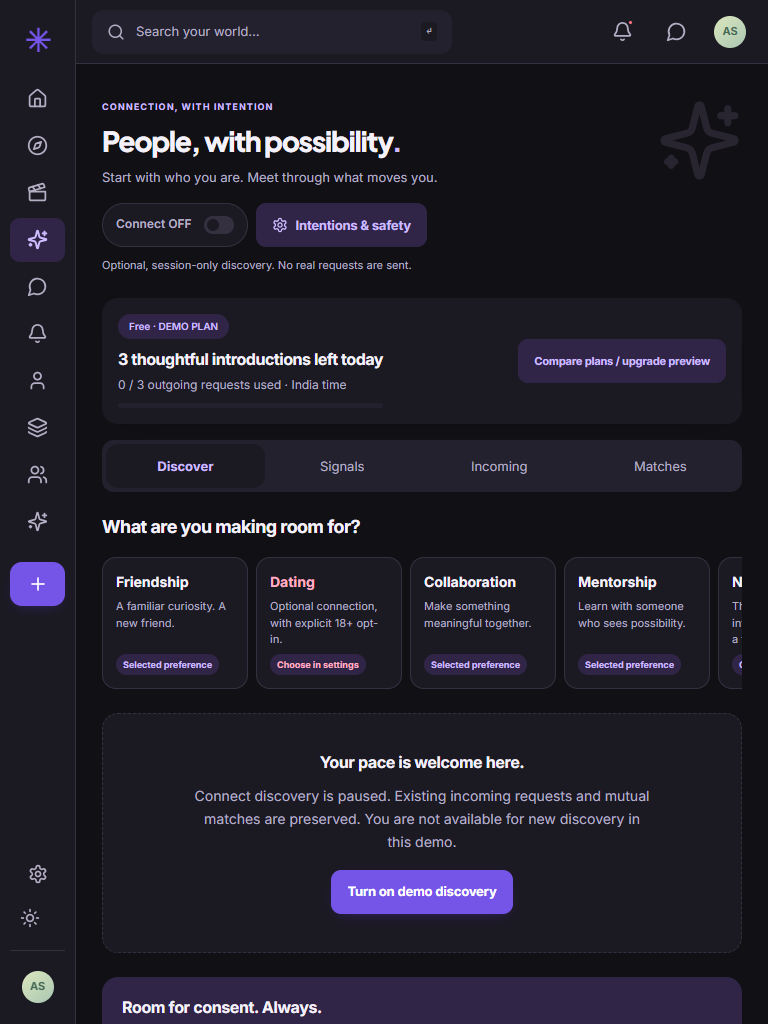 Search your world...
AS
CONNECTION, WITH INTENTION
People, with possibility.
Start with who you are. Meet through what moves you.
Connect OFF
Intentions & safety
Optional, session-only discovery. No real requests are sent.
Free · DEMO PLAN
3 thoughtful introductions left today
0 / 3 outgoing requests used · India time
Compare plans / upgrade preview
Discover
Signals
Incoming
Matches
What are you making room for?
Friendship
A familiar curiosity. A
new friend.
Selected preference
Dating
Optional connection,
with explicit 18+ opt-
in.
Choose in settings
Collaboration
Make something
meaningful together.
Selected preference
Mentorship
Learn with someone
who sees possibility.
Selected preference
Your pace is welcome here.
Connect discovery is paused. Existing incoming requests and mutual
matches are preserved. You are not available for new discovery in
this demo.
Turn on demo discovery
Room for consent. Always.
AS